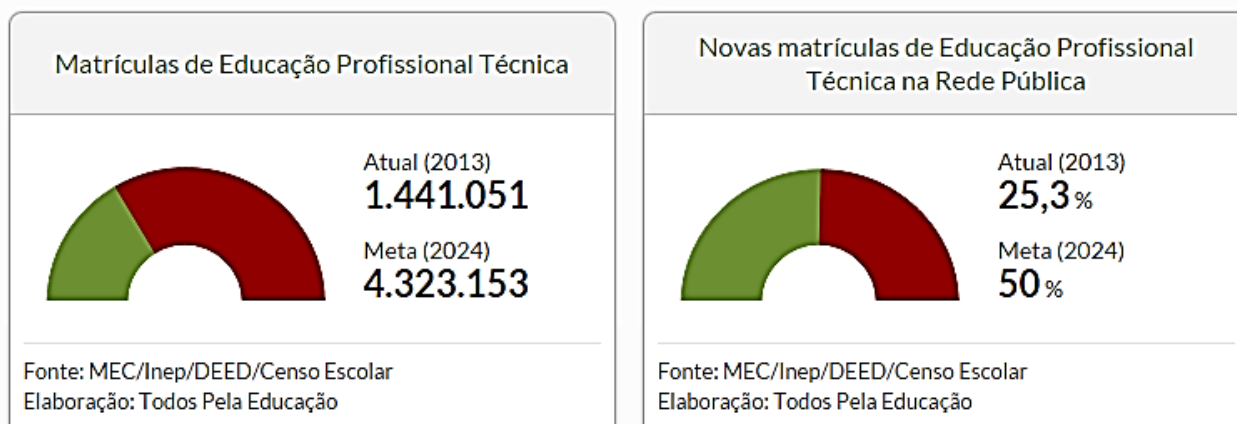 Matrículas de Educação Profissional Técnica
Atual (2013)
1.441.051
Meta (2024)
4.323.153
Fonte: MEC/Inep/DEED/Censo Escolar
Elaboração: Todos Pela Educação
Novas matrículas de Educação Profissional
Técnica na Rede Pública
Atual (2013)
25,3 %
Meta (2024)
50 %
Fonte: MEC/Inep/DEED/Censo Escolar
Elaboração: Todos Pela Educação